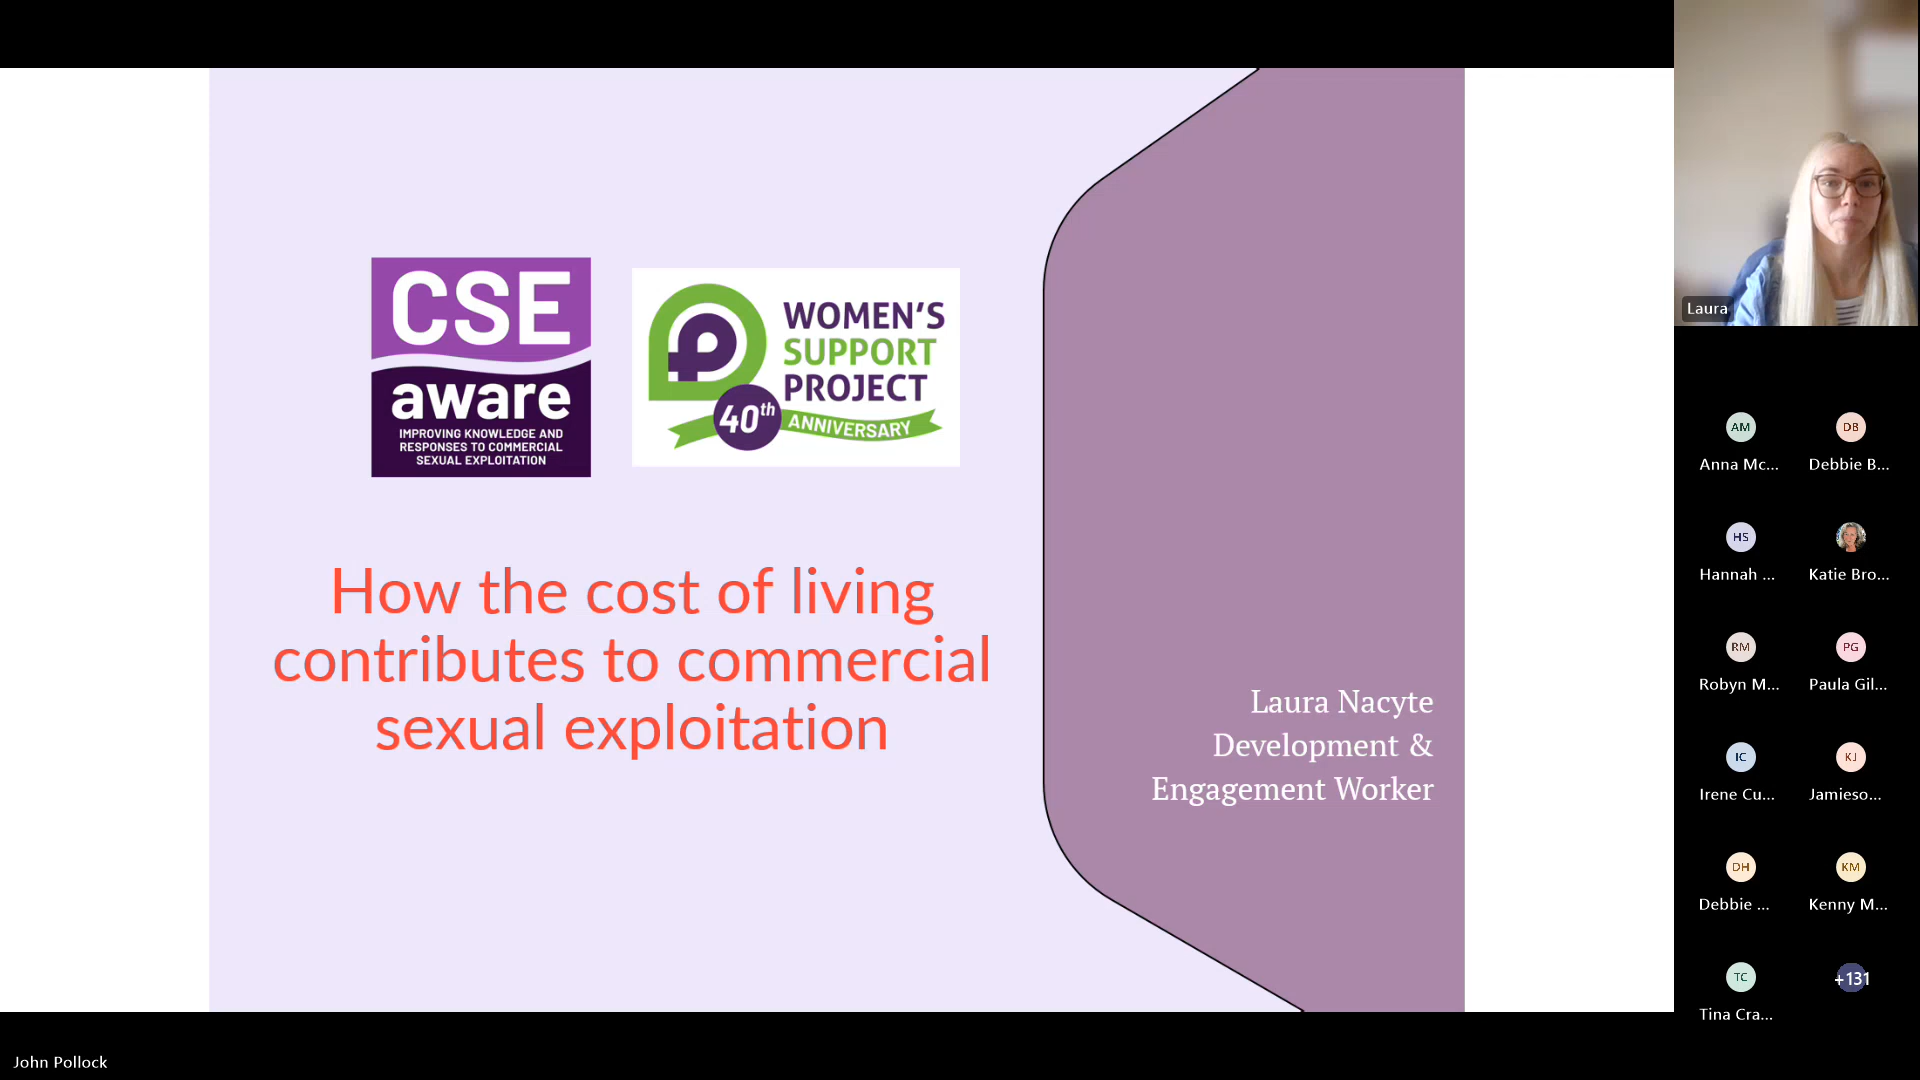 CSE
aware
IMPROVING KNOWLEDGE AND
RESPONSES TO COMMERCIAL
SEXUAL EXPLOITATION
WOMEN'S
SUPPORT
PROJECT
40th
ANNIVERSARY
How the cost of living
contributes to commercial
sexual exploitation
Laura Nacyte
Development &
Engagement Worker
Laura
AM
Anna Mc...
DB
Debbie B...
HS
Hannah ...
Katie Bro...
RM
Robyn M...
PG
Paula Gil...
IC
Irene Cu...
KJ
Jamieso...
DH
Debbie ...
KM
Kenny M...
TC
Tina Cra...
+131
John Pollock